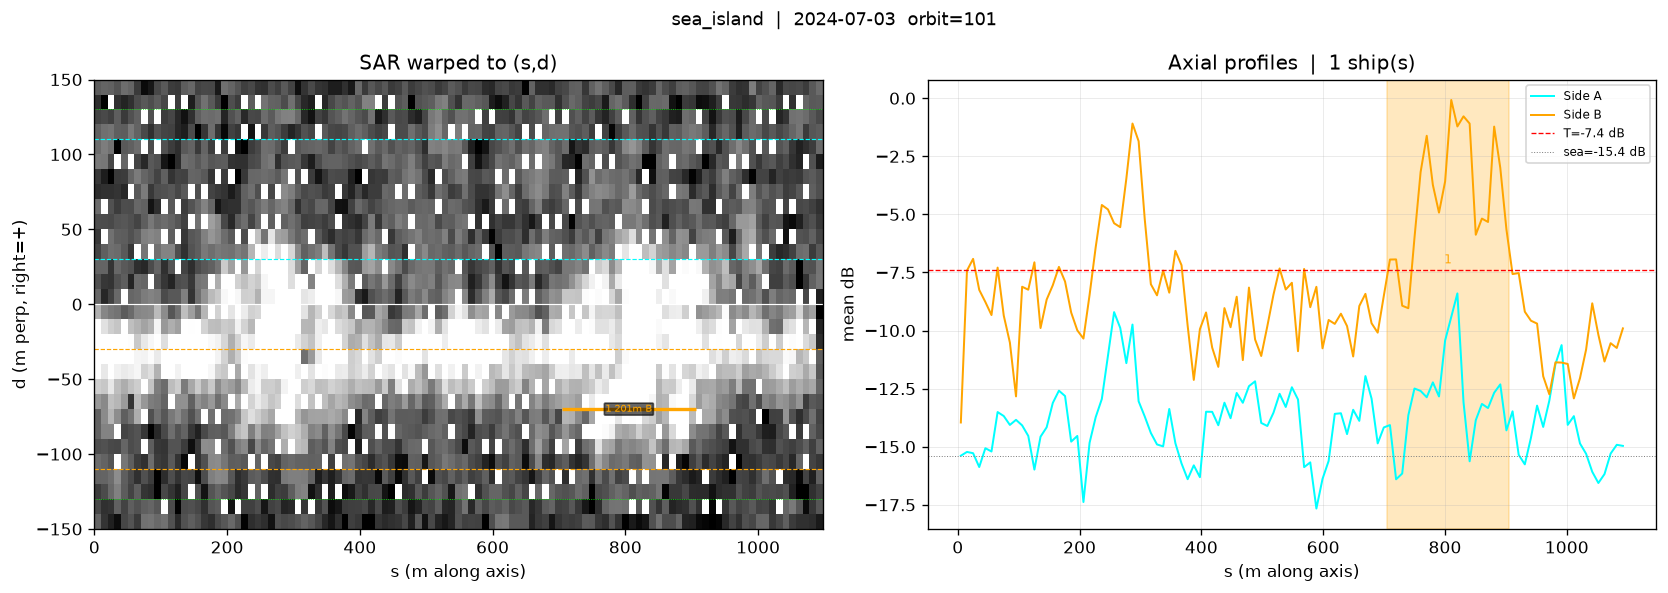 sea_island | 2024-07-03 orbit=101
SAR warped to (s,d)
d (m perp, right=+)
150
100
50
0
−50
−100
−150
1 201m B
0
200
400
600
800
1000
s (m along axis)
Axial profiles | 1 ship(s)
mean dB
0.0
−2.5
−5.0
−7.5
−10.0
−12.5
−15.0
−17.5
1
Side A
Side B
T=-7.4 dB
sea=-15.4 dB
0
200
400
600
800
1000
s (m along axis)